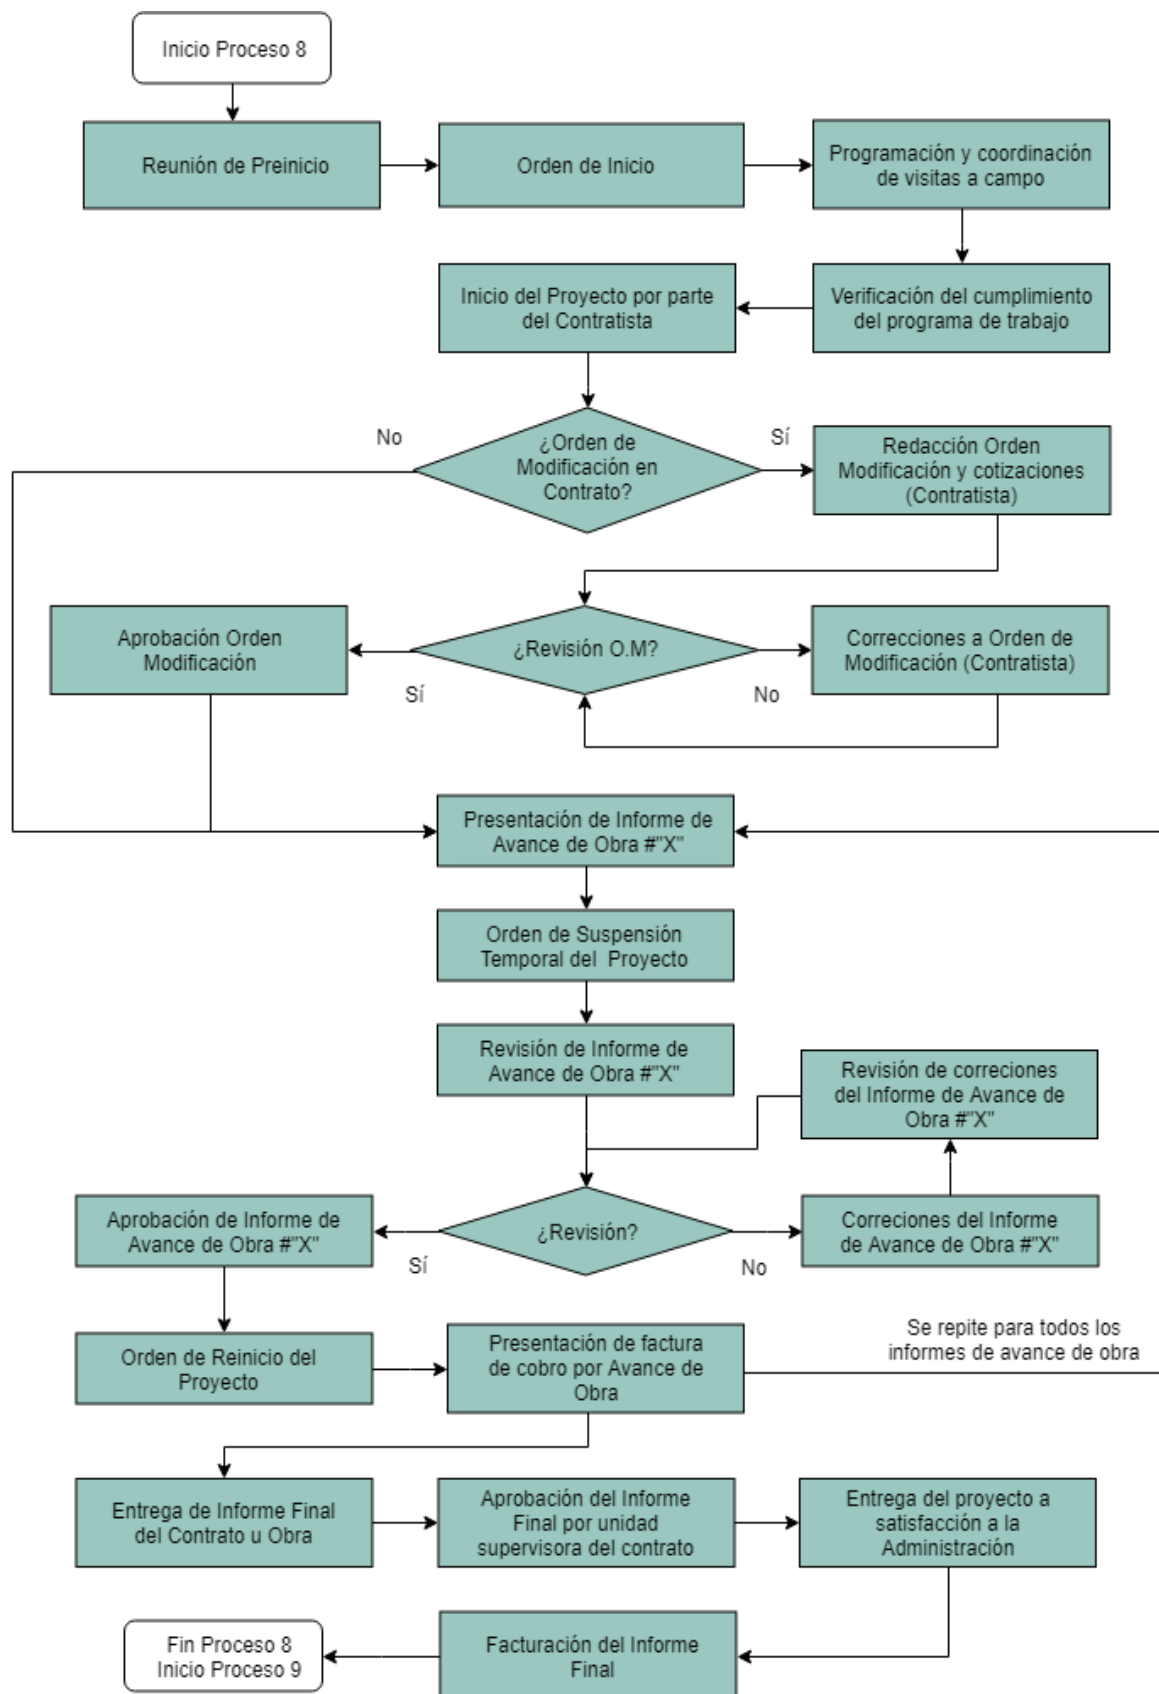 Inicio Proceso 8
Reunión de Preinicio
Orden de Inicio
Programación y coordinación
de visitas a campo
Inicio del Proyecto por parte
del Contratista
Verificación del cumplimiento
del programa de trabajo
No
¿Orden de
Modificación en
Contrato?
Sí
Redacción Orden
Modificación y cotizaciones
(Contratista)
Aprobación Orden
Modificación
Sí
¿Revisión O.M?
No
Correcciones a Orden de
Modificación (Contratista)
Presentación de Informe de
Avance de Obra #"X"
Orden de Suspensión
Temporal del Proyecto
Revisión de Informe de
Avance de Obra #"X"
Revisión de correciones
del Informe de Avance de
Obra #"X"
Aprobación de Informe de
Avance de Obra #"X"
Sí
¿Revisión?
No
Correciones del Informe
de Avance de Obra #"X"
Orden de Reinicio del
Proyecto
Presentación de factura
de cobro por Avance de
Obra
Se repite para todos los
informes de avance de obra
Entrega de Informe Final
del Contrato u Obra
Aprobación del Informe
Final por unidad
supervisora del contrato
Entrega del proyecto a
satisfacción a la
Administración
Fin Proceso 8
Inicio Proceso 9
Facturación del Informe
Final